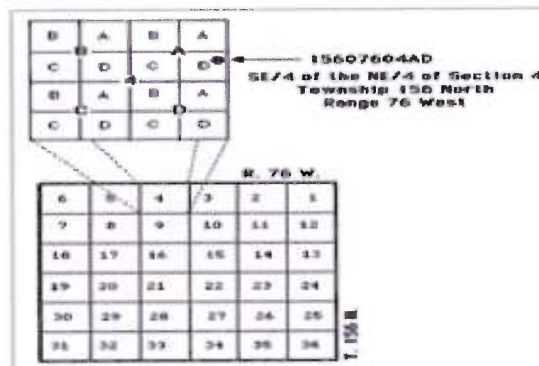 B A B A
B A
C D C D
4
B A B A
C D
C D C D
15607604AD
SE/4 of the NE/4 of Section 4
Township 156 North
Range 76 West
R. 76 W.
6 5 4 3 2 1
7 8 9 10 11 12
18 17 16 15 14 13
19 20 21 22 23 24
30 29 28 27 26 25
31 32 33 34 35 36
T. 156 N.